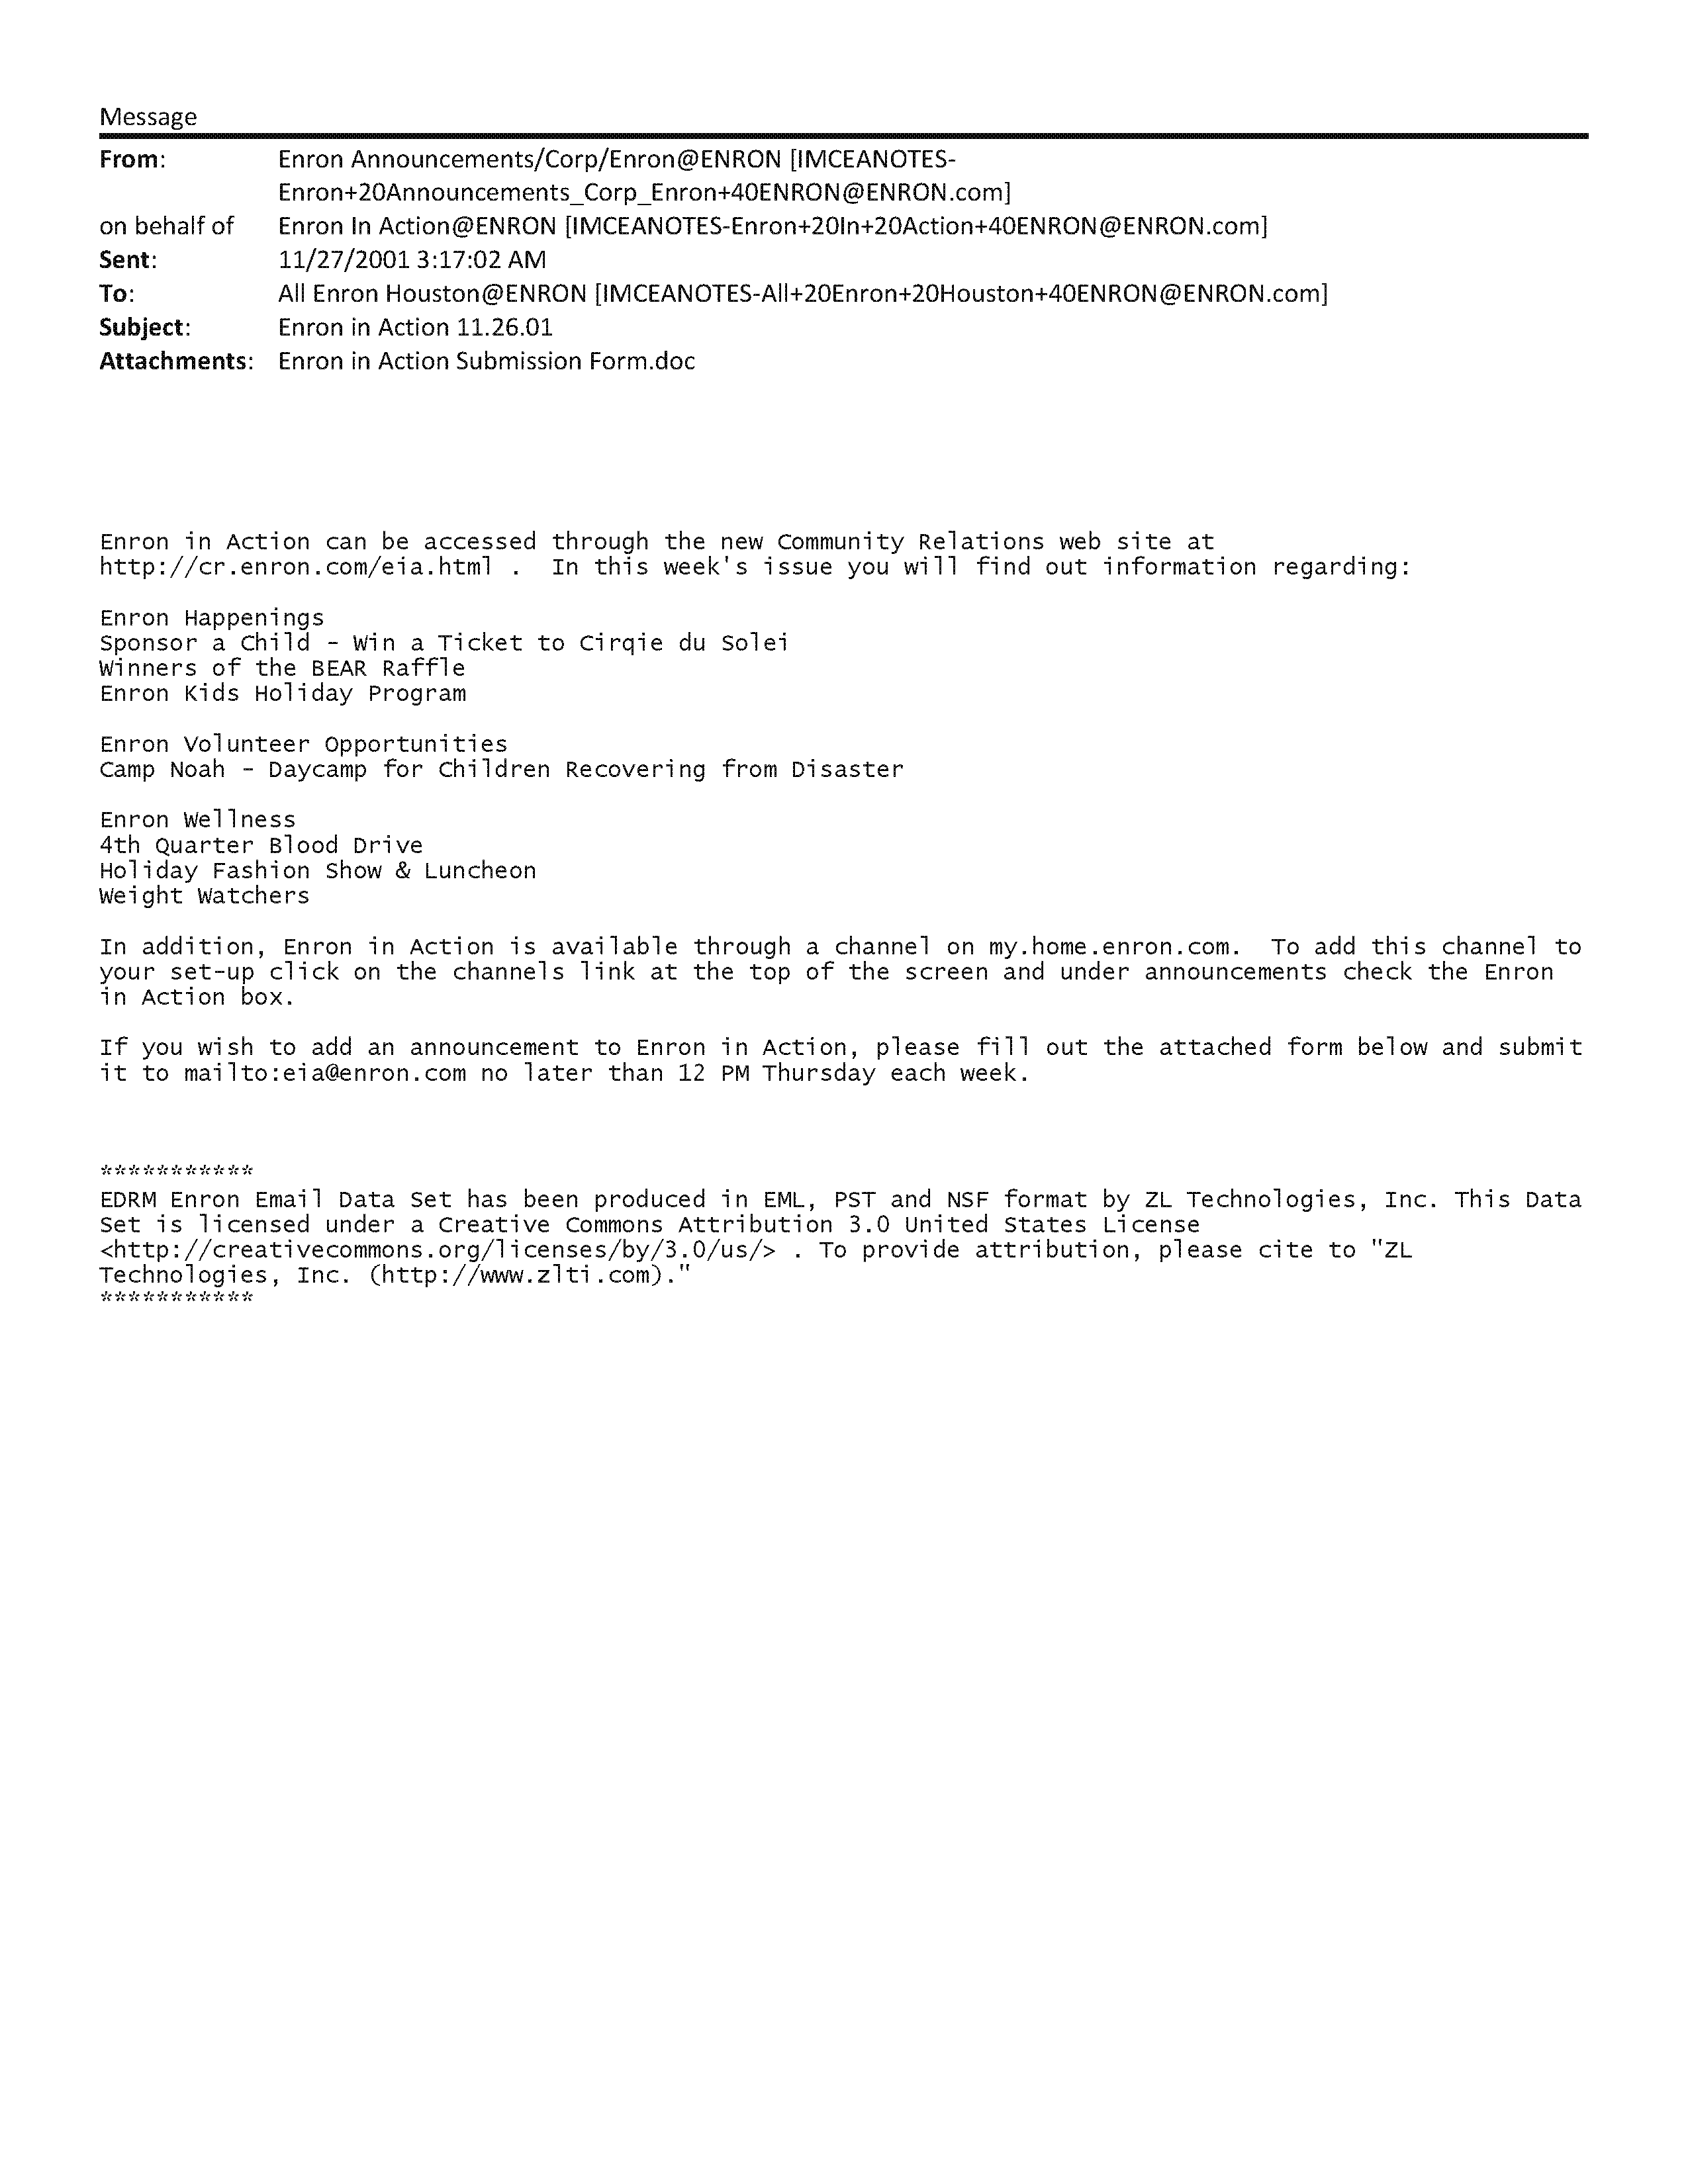 Message
From: Enron Announcements/Corp/Enron@ENRON [IMCEANOTES-
Enron+20Announcements_Corp_Enron+40ENRON@ENRON.com]
on behalf of Enron In Action@ENRON [IMCEANOTES-Enron+20In+20Action+40ENRON@ENRON.com]
Sent: 11/27/2001 3:17:02 AM
To: All Enron Houston@ENRON [IMCEANOTES-All+20Enron+20Houston+40ENRON@ENRON.com]
Subject: Enron in Action 11.26.01
Attachments: Enron in Action Submission Form.doc
Enron in Action can be accessed through the new Community Relations web site at
http://cr.enron.com/eia.html .  In this week's issue you will find out information regarding:
Enron Happenings
Sponsor a Child - Win a Ticket to Cirqie du Solei
Winners of the BEAR Raffle
Enron Kids Holiday Program
Enron Volunteer Opportunities
Camp Noah - Daycamp for Children Recovering from Disaster
Enron Wellness
4th Quarter Blood Drive
Holiday Fashion Show & Luncheon
Weight Watchers
In addition, Enron in Action is available through a channel on my.home.enron.com.  To add this channel to
your set-up click on the channels link at the top of the screen and under announcements check the Enron
in Action box.
If you wish to add an announcement to Enron in Action, please fill out the attached form below and submit
it to mailto:eia@enron.com no later than 12 PM Thursday each week.
***********
EDRM Enron Email Data Set has been produced in EML, PST and NSF format by ZL Technologies, Inc. This Data
Set is licensed under a Creative Commons Attribution 3.0 United States License
<http://creativecommons.org/licenses/by/3.0/us/> . To provide attribution, please cite to "ZL
Technologies, Inc. (http://www.zlti.com)."
***********